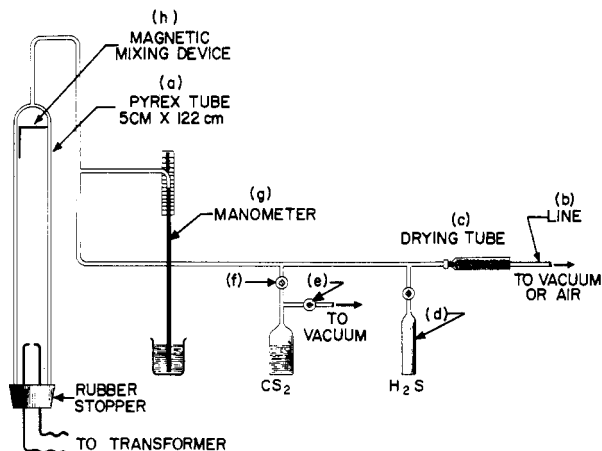 (h)
MAGNETIC
MIXING DEVICE
(a)
PYREX TUBE
5CM X 122 cm
(g)
MANOMETER
(b)
LINE
(c)
DRYING TUBE
TO VACUUM
OR AIR
(f)
(e)
TO
VACUUM
(d)
CS₂
H₂S
RUBBER
STOPPER
TO TRANSFORMER